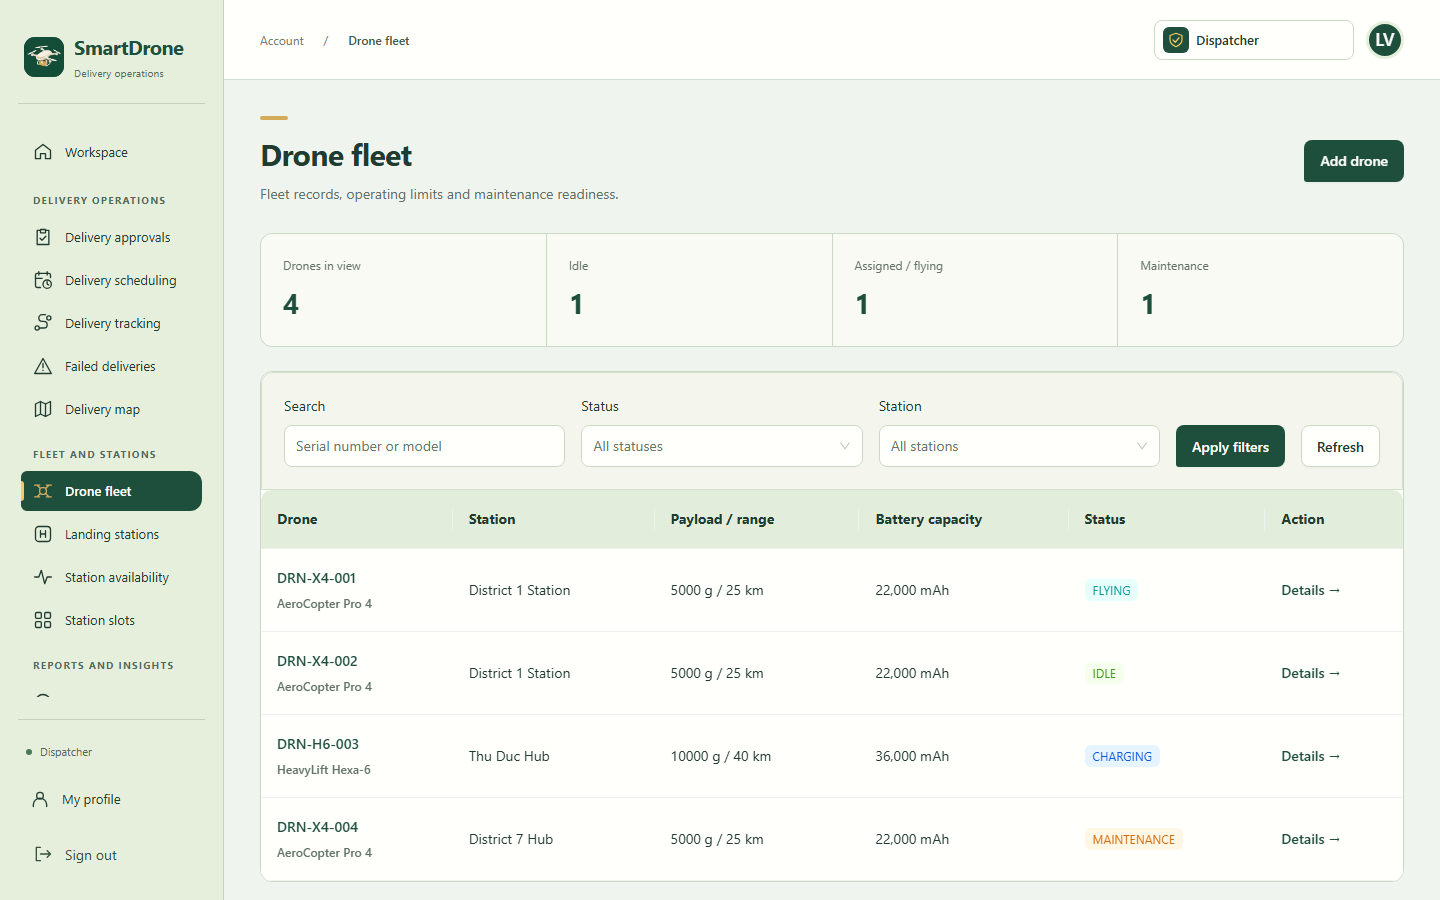 SmartDrone
Delivery operations
Workspace
DELIVERY OPERATIONS
Delivery approvals
Delivery scheduling
Delivery tracking
Failed deliveries
Delivery map
FLEET AND STATIONS
Drone fleet
Landing stations
Station availability
Station slots
REPORTS AND INSIGHTS
Dispatcher
My profile
Sign out
Account / Drone fleet
Dispatcher
LV
Drone fleet
Fleet records, operating limits and maintenance readiness.
Add drone
Drones in view
4
Idle
1
Assigned / flying
1
Maintenance
1
Search
Serial number or model
Status
All statuses
Station
All stations
Apply filters
Refresh
Drone Station Payload / range Battery capacity Status Action
DRN-X4-001
AeroCopter Pro 4
District 1 Station 5000 g / 25 km 22,000 mAh FLYING Details →
DRN-X4-002
AeroCopter Pro 4
District 1 Station 5000 g / 25 km 22,000 mAh IDLE Details →
DRN-H6-003
HeavyLift Hexa-6
Thu Duc Hub 10000 g / 40 km 36,000 mAh CHARGING Details →
DRN-X4-004
AeroCopter Pro 4
District 7 Hub 5000 g / 25 km 22,000 mAh MAINTENANCE Details →